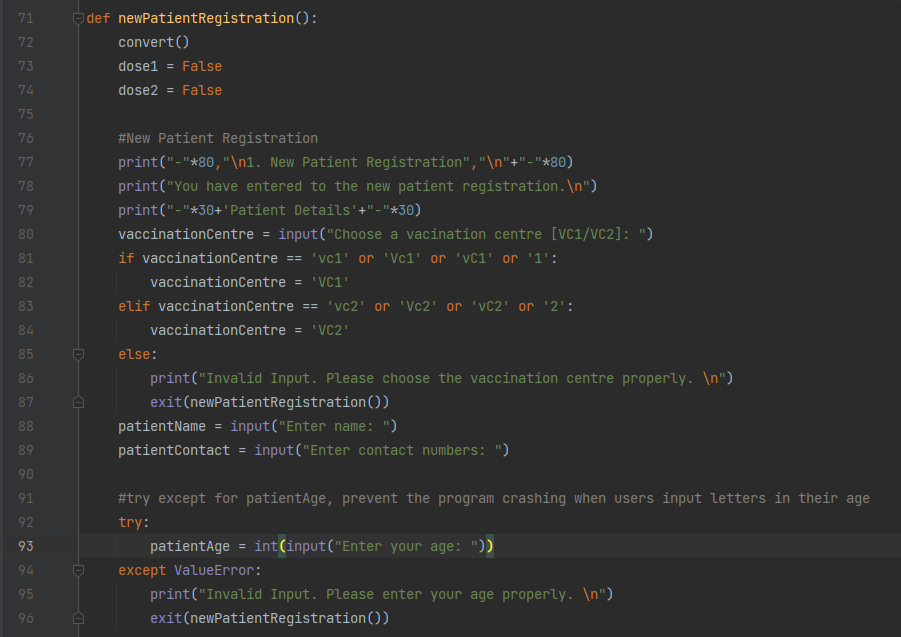 71 def newPatientRegistration():
72     convert()
73     dose1 = False
74     dose2 = False
75
76     #New Patient Registration
77     print("-"*80,"\n1. New Patient Registration","\n"+"-"*80)
78     print("You have entered to the new patient registration.\n")
79     print("-"*30+'Patient Details'+"-"*30)
80     vaccinationCentre = input("Choose a vacination centre [VC1/VC2]: ")
81     if vaccinationCentre == 'vc1' or 'Vc1' or 'vC1' or '1':
82         vaccinationCentre = 'VC1'
83     elif vaccinationCentre == 'vc2' or 'Vc2' or 'vC2' or '2':
84         vaccinationCentre = 'VC2'
85     else:
86         print("Invalid Input. Please choose the vaccination centre properly. \n")
87         exit(newPatientRegistration())
88     patientName = input("Enter name: ")
89     patientContact = input("Enter contact numbers: ")
90
91     #try except for patientAge, prevent the program crashing when users input letters in their age
92     try:
93         patientAge = int(input("Enter your age: "))
94     except ValueError:
95         print("Invalid Input. Please enter your age properly. \n")
96         exit(newPatientRegistration())